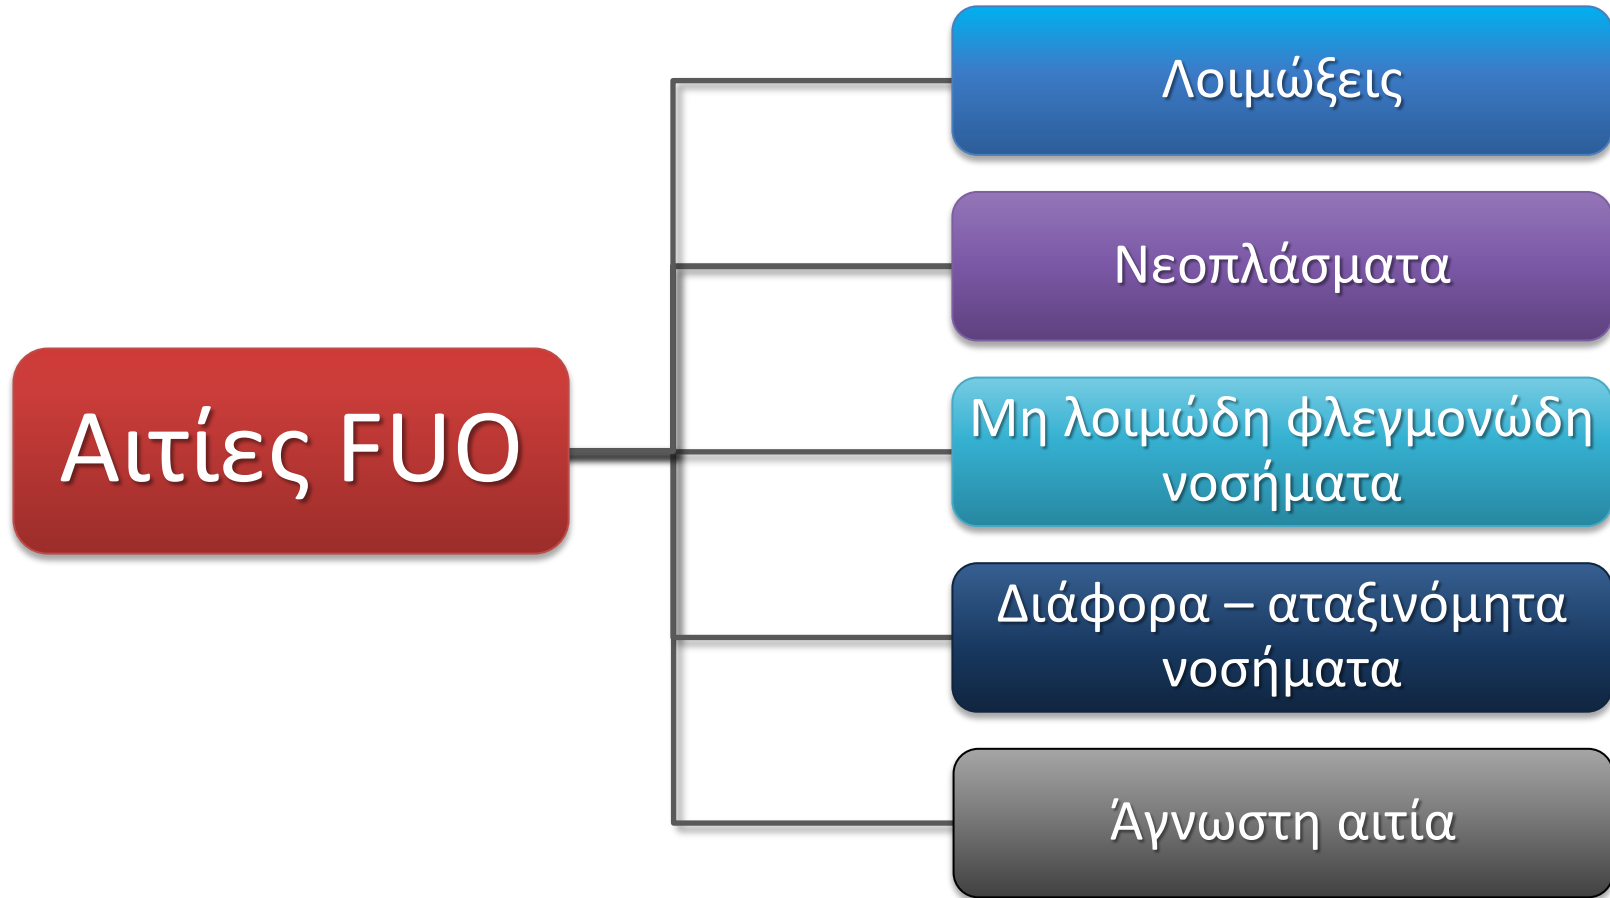 Λοιμώξεις
Νεοπλάσματα
Αιτίες FUO
Μη λοιμώδη φλεγμονώδη
νοσήματα
Διάφορα – αταξινόμητα
νοσήματα
Άγνωστη αιτία